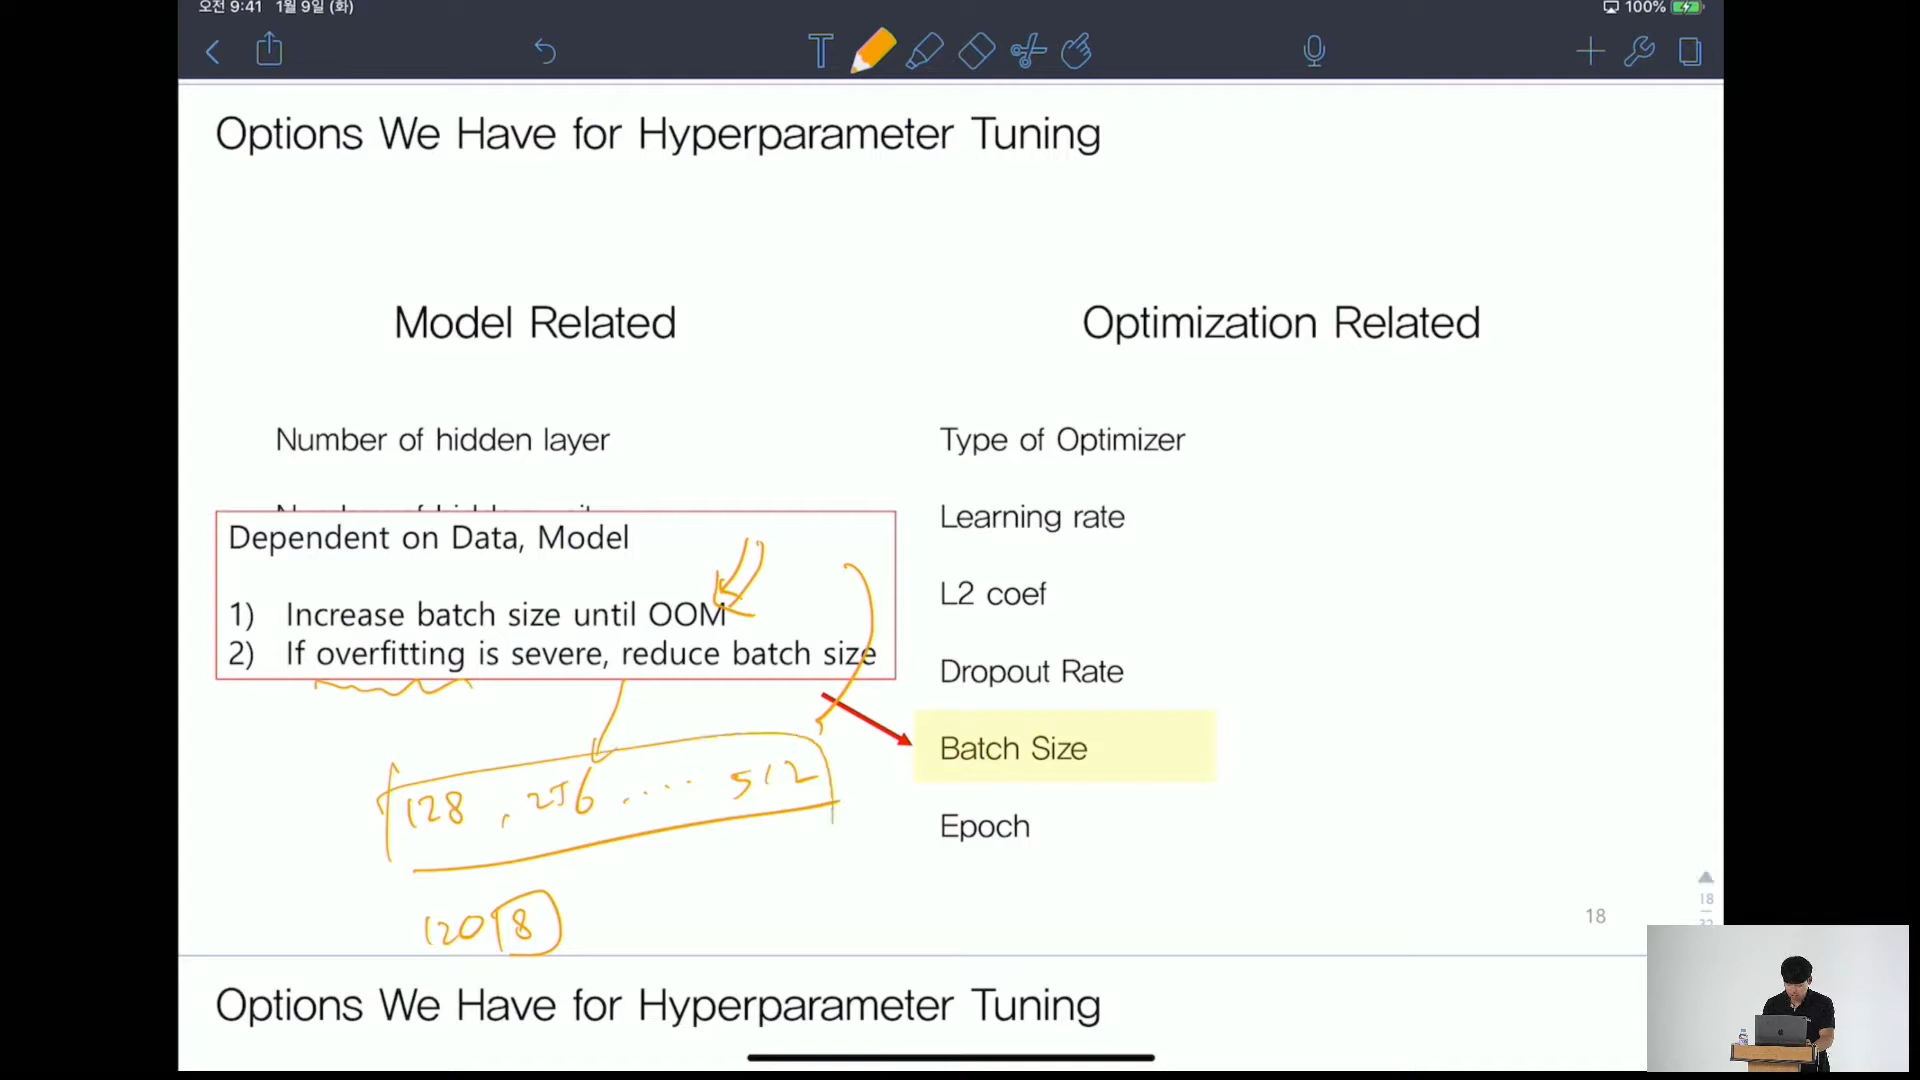 오전 9:41 1월 9일 (화) 100%
Options We Have for Hyperparameter Tuning
Model Related
Optimization Related
Number of hidden layer
Dependent on Data, Model
1) Increase batch size until OOM
2) If overfitting is severe, reduce batch size
128 , 256 .... 512
1208
Type of Optimizer
Learning rate
L2 coef
Dropout Rate
Batch Size
Epoch
18
18
Options We Have for Hyperparameter Tuning